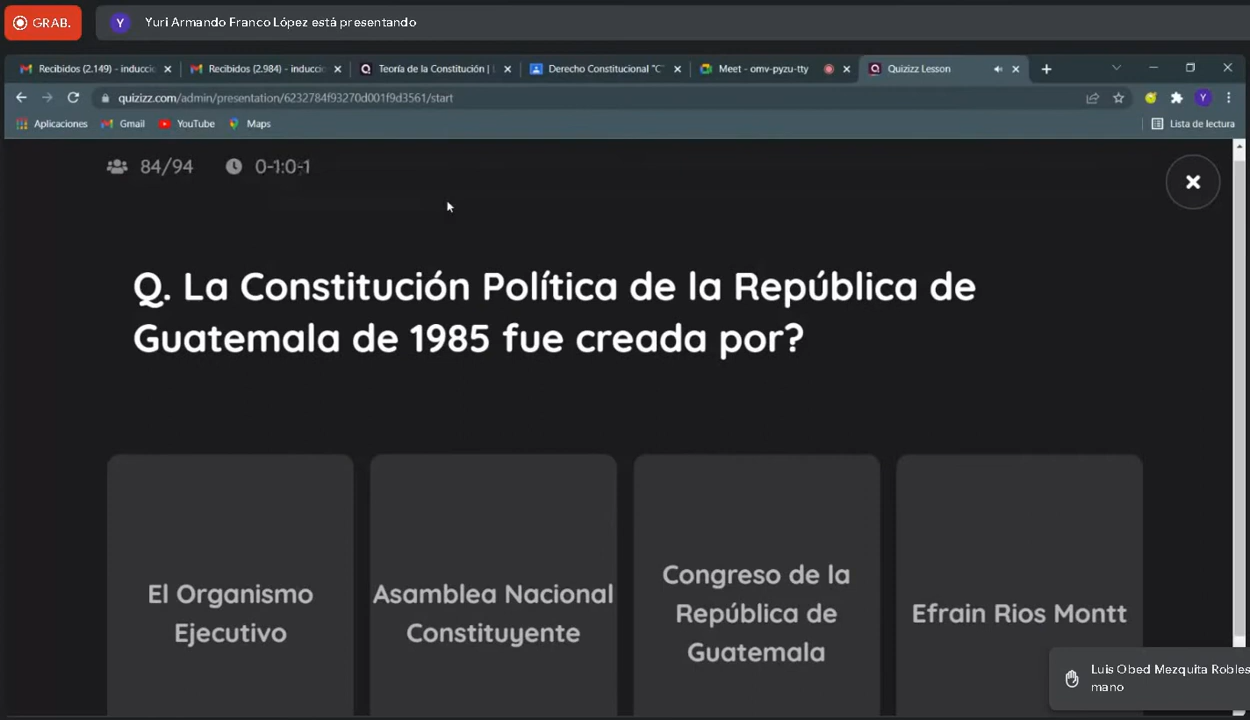 GRAB.
Y
Yuri Armando Franco López está presentando
Recibidos (2.149) - inducci
Recibidos (2.984) - inducci
Teoría de la Constitución |
Derecho Constitucional "C"
Meet - omv-pyzu-tty
Quizizz Lesson
quizizz.com/admin/presentation/6232784f93270d001f9d3561/start
Y
Aplicaciones
Gmail
YouTube
Maps
Lista de lectura
84/94
0-1:0-1
Q. La Constitución Política de la República de
Guatemala de 1985 fue creada por?
El Organismo
Ejecutivo
Asamblea Nacional
Constituyente
Congreso de la
República de
Guatemala
Efrain Rios Montt
Luis Obed Mezquita Robles
mano